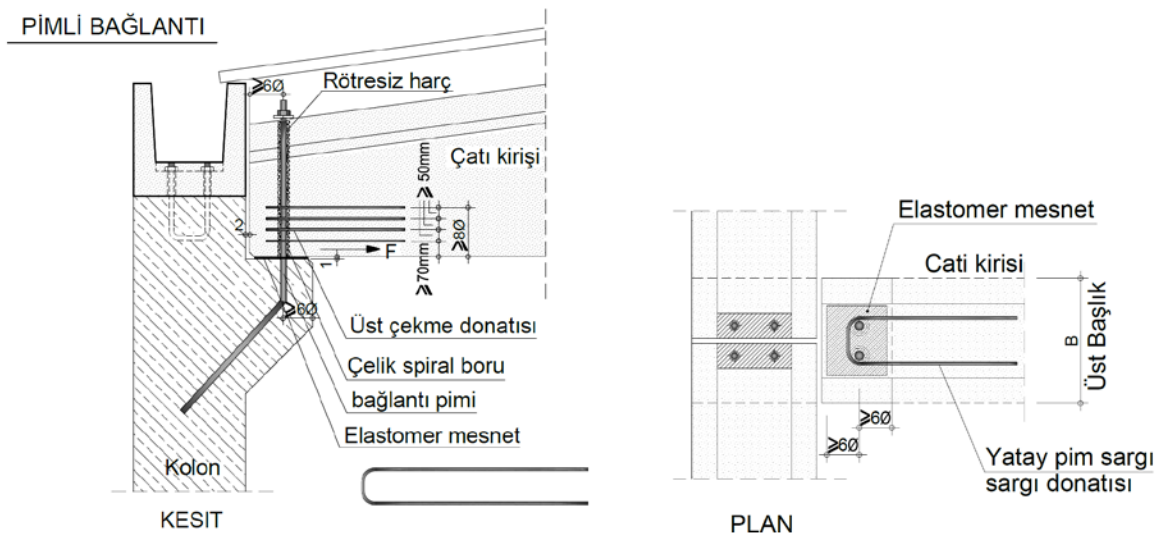 PİMLİ BAĞLANTI
≥6Ø
Rötresiz harç
Çatı kirişi
≥ 50mm
≥8Ø
≥70mm
2
F
1
≥6Ø
Üst çekme donatısı
Çelik spiral boru
bağlantı pimi
Elastomer mesnet
Kolon
KESIT
Elastomer mesnet
Cati kirisi
B
Üst Başlık
≥6Ø
≥6Ø
Yatay pim sargı
sargı donatısı
PLAN